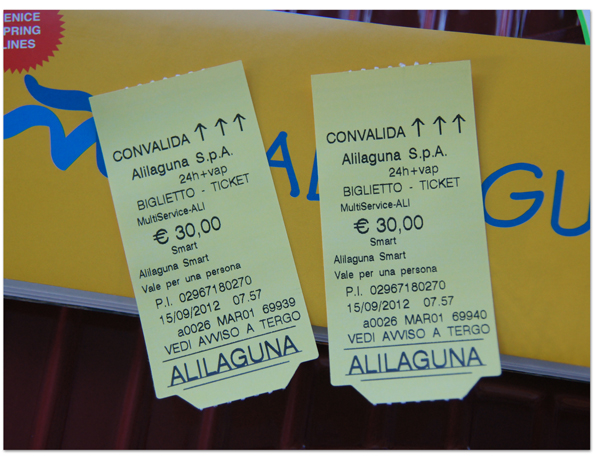 ENICE
PRING
LINES
CONVALIDA ↑ ↑ ↑
Alilaguna S.p.A.
24h+vap
BIGLIETTO - TICKET
MultiService-ALI
€ 30,00
Smart
Alilaguna Smart
Vale per una persona
P.I. 02967180270
15/09/2012 07.57
a0026 MAR01 69939
VEDI AVVISO A TERGO
ALILAGUNA
CONVALIDA ↑ ↑ ↑
Alilaguna S.p.A.
24h+vap
BIGLIETTO - TICKET
MultiService-ALI
€ 30,00
Smart
Alilaguna Smart
Vale per una persona
P.I. 02967180270
15/09/2012 07.57
a0026 MAR01 69940
VEDI AVVISO A TERGO
ALILAGUNA